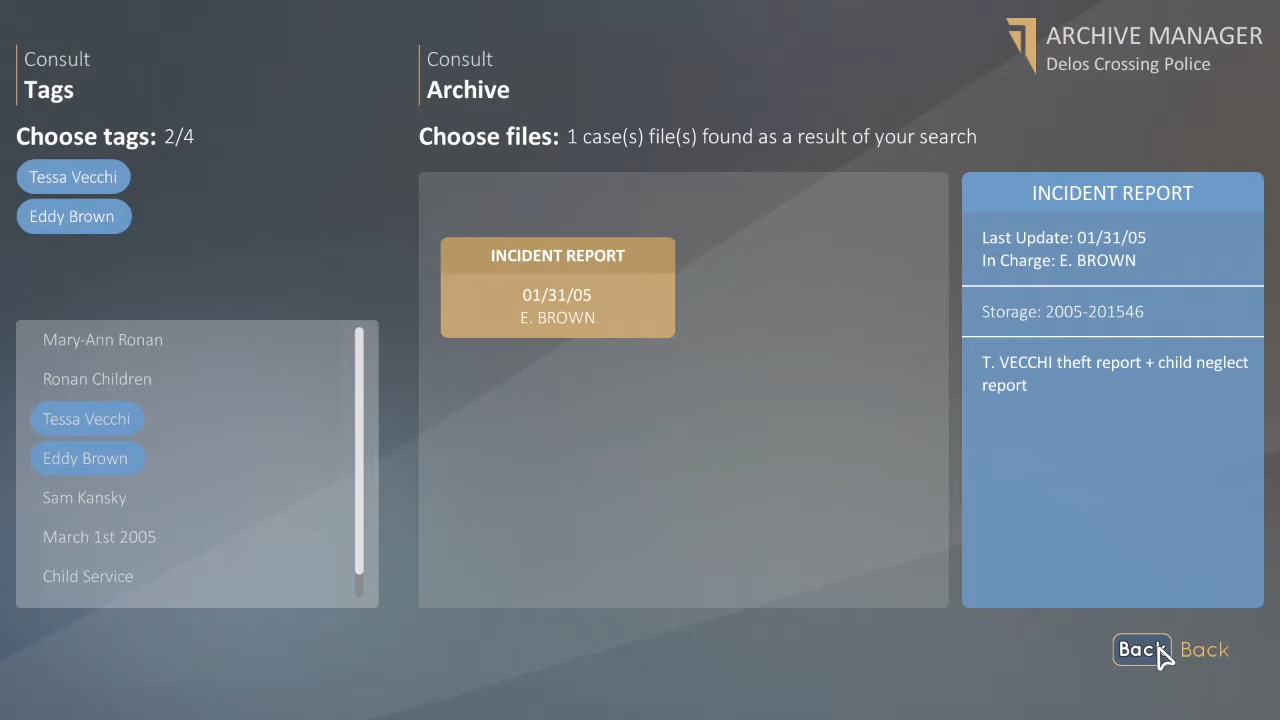 Consult
Tags
Choose tags: 2/4
Tessa Vecchi
Eddy Brown
Mary-Ann Ronan
Ronan Children
Tessa Vecchi
Eddy Brown
Sam Kansky
March 1st 2005
Child Service
Consult
Archive
Choose files: 1 case(s) file(s) found as a result of your search
INCIDENT REPORT
01/31/05
E. BROWN
ARCHIVE MANAGER
Delos Crossing Police
INCIDENT REPORT
Last Update: 01/31/05
In Charge: E. BROWN
Storage: 2005-201546
T. VECCHI theft report + child neglect
report
Back Back